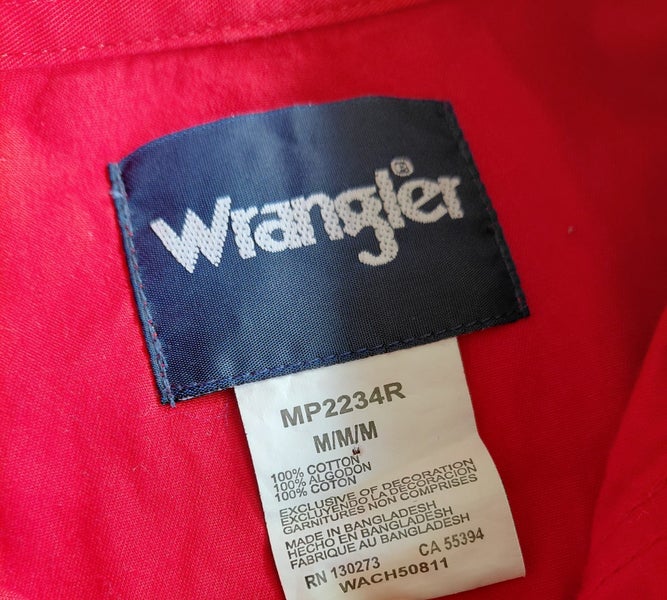 Wrangler®
MP2234R
M/M/M
100% COTTON
100% ALGODON
100% COTON
EXCLUSIVE OF DECORATION
EXCLUYENDO LA DECORACIÓN
GARNITURES NON COMPRISES
MADE IN BANGLADESH
HECHO EN BANGLADESH
FABRIQUE AU BANGLADESH
RN 130273 CA 55394
WACH50811